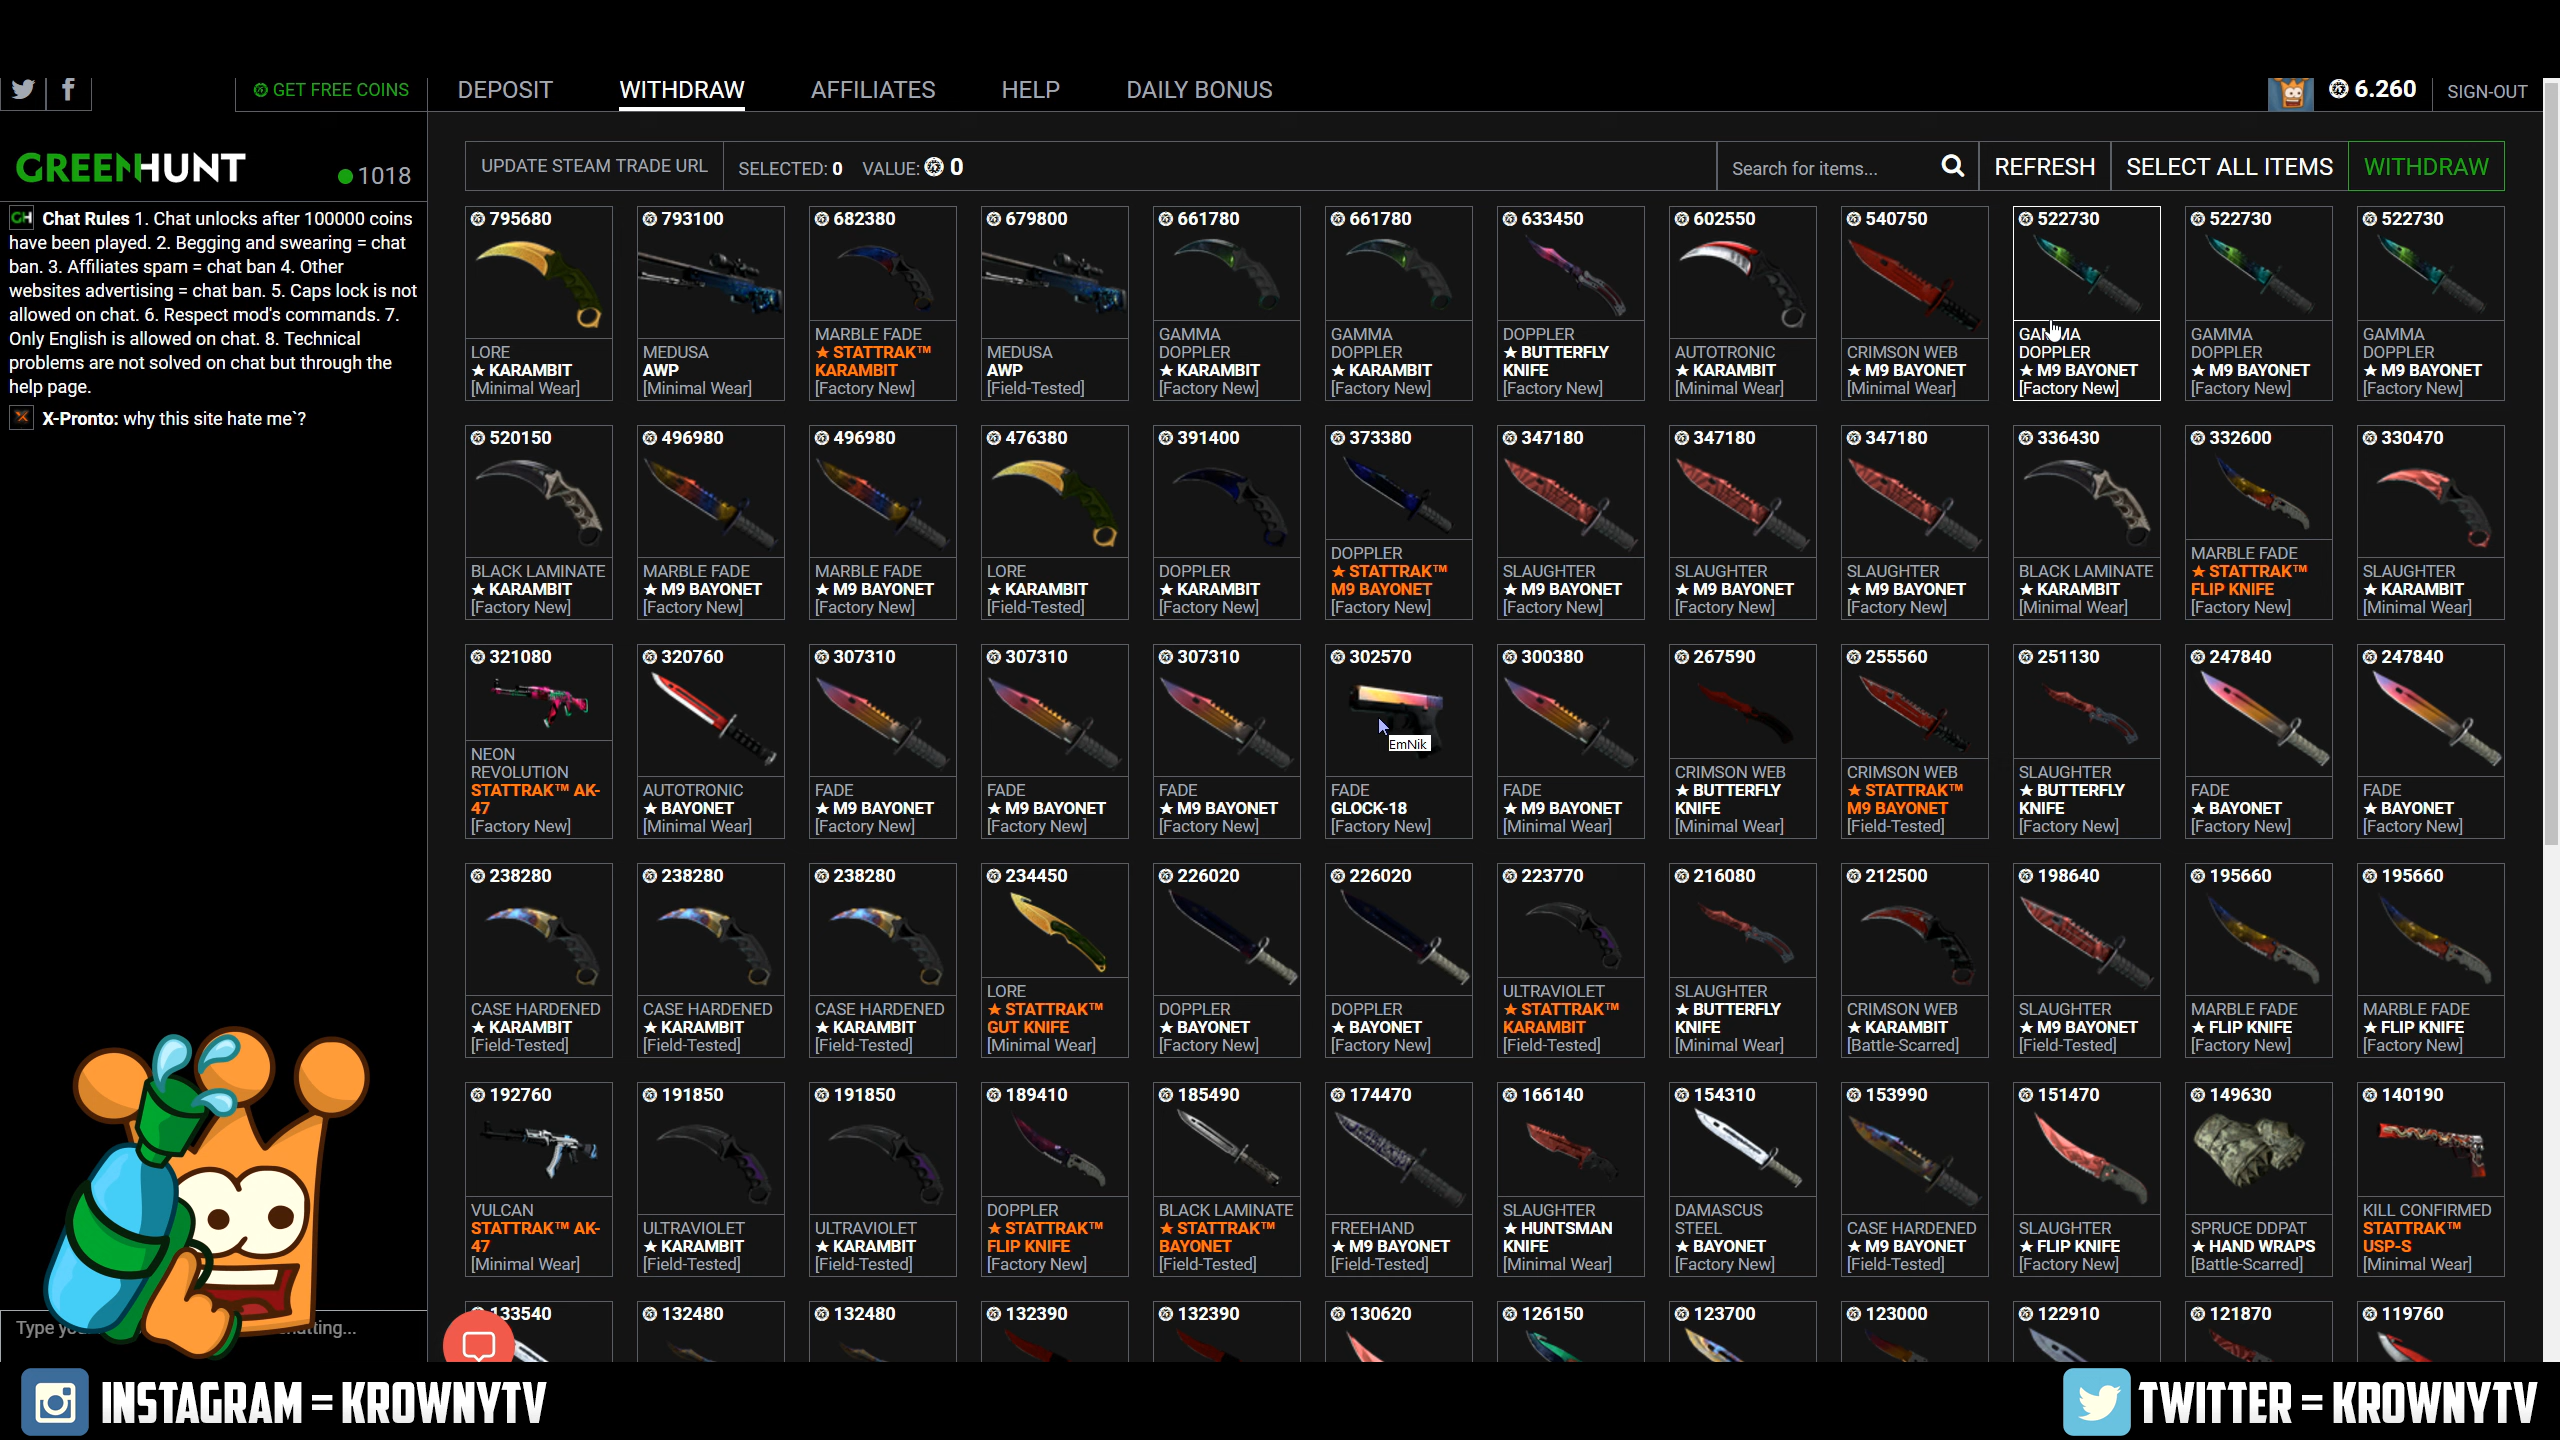 GET FREE COINS
DEPOSIT WITHDRAW AFFILIATES HELP DAILY BONUS
6.260 SIGN-OUT
GREENHUNT
1018
Chat Rules 1. Chat unlocks after 100000 coins
have been played. 2. Begging and swearing = chat
ban. 3. Affiliates spam = chat ban 4. Other
websites advertising = chat ban. 5. Caps lock is not
allowed on chat. 6. Respect mod's commands. 7.
Only English is allowed on chat. 8. Technical
problems are not solved on chat but through the
help page.
X-Pronto: why this site hate me`?
UPDATE STEAM TRADE URL SELECTED: 0 VALUE: 0
Search for items... REFRESH SELECT ALL ITEMS WITHDRAW
795680
LORE
★ KARAMBIT
[Minimal Wear]
793100
MEDUSA
AWP
[Minimal Wear]
682380
MARBLE FADE
★ STATTRAK™
KARAMBIT
[Factory New]
679800
MEDUSA
AWP
[Field-Tested]
661780
GAMMA
DOPPLER
★ KARAMBIT
[Factory New]
661780
GAMMA
DOPPLER
★ KARAMBIT
[Factory New]
633450
DOPPLER
★ BUTTERFLY
KNIFE
[Factory New]
602550
AUTOTRONIC
★ KARAMBIT
[Minimal Wear]
540750
CRIMSON WEB
★ M9 BAYONET
[Minimal Wear]
522730
GAMMA
DOPPLER
★ M9 BAYONET
[Factory New]
522730
GAMMA
DOPPLER
★ M9 BAYONET
[Factory New]
522730
GAMMA
DOPPLER
★ M9 BAYONET
[Factory New]
520150
BLACK LAMINATE
★ KARAMBIT
[Factory New]
496980
MARBLE FADE
★ M9 BAYONET
[Factory New]
496980
MARBLE FADE
★ M9 BAYONET
[Factory New]
476380
LORE
★ KARAMBIT
[Field-Tested]
391400
DOPPLER
★ KARAMBIT
[Factory New]
373380
DOPPLER
★ STATTRAK™
M9 BAYONET
[Factory New]
347180
SLAUGHTER
★ M9 BAYONET
[Factory New]
347180
SLAUGHTER
★ M9 BAYONET
[Factory New]
347180
SLAUGHTER
★ M9 BAYONET
[Factory New]
336430
BLACK LAMINATE
★ KARAMBIT
[Minimal Wear]
332600
MARBLE FADE
★ STATTRAK™
FLIP KNIFE
[Factory New]
330470
SLAUGHTER
★ KARAMBIT
[Minimal Wear]
321080
NEON
REVOLUTION
STATTRAK™ AK-
47
[Factory New]
320760
AUTOTRONIC
★ BAYONET
[Minimal Wear]
307310
FADE
★ M9 BAYONET
[Factory New]
307310
FADE
★ M9 BAYONET
[Factory New]
307310
FADE
★ M9 BAYONET
[Factory New]
302570
EmNik
FADE
GLOCK-18
[Factory New]
300380
FADE
★ M9 BAYONET
[Minimal Wear]
267590
CRIMSON WEB
★ BUTTERFLY
KNIFE
[Minimal Wear]
255560
CRIMSON WEB
★ STATTRAK™
M9 BAYONET
[Field-Tested]
251130
SLAUGHTER
★ BUTTERFLY
KNIFE
[Factory New]
247840
FADE
★ BAYONET
[Factory New]
247840
FADE
★ BAYONET
[Factory New]
238280
CASE HARDENED
★ KARAMBIT
[Field-Tested]
238280
CASE HARDENED
★ KARAMBIT
[Field-Tested]
238280
CASE HARDENED
★ KARAMBIT
[Field-Tested]
234450
LORE
★ STATTRAK™
GUT KNIFE
[Minimal Wear]
226020
DOPPLER
★ BAYONET
[Factory New]
226020
DOPPLER
★ BAYONET
[Factory New]
223770
ULTRAVIOLET
★ STATTRAK™
KARAMBIT
[Field-Tested]
216080
SLAUGHTER
★ BUTTERFLY
KNIFE
[Minimal Wear]
212500
CRIMSON WEB
★ KARAMBIT
[Battle-Scarred]
198640
SLAUGHTER
★ M9 BAYONET
[Field-Tested]
195660
MARBLE FADE
★ FLIP KNIFE
[Factory New]
195660
MARBLE FADE
★ FLIP KNIFE
[Factory New]
192760
VULCAN
STATTRAK™ AK-
47
[Minimal Wear]
191850
ULTRAVIOLET
★ KARAMBIT
[Field-Tested]
191850
ULTRAVIOLET
★ KARAMBIT
[Field-Tested]
189410
DOPPLER
★ STATTRAK™
FLIP KNIFE
[Factory New]
185490
BLACK LAMINATE
★ STATTRAK™
BAYONET
[Field-Tested]
174470
FREEHAND
★ M9 BAYONET
[Field-Tested]
166140
SLAUGHTER
★ HUNTSMAN
KNIFE
[Minimal Wear]
154310
DAMASCUS
STEEL
★ BAYONET
[Factory New]
153990
CASE HARDENED
★ M9 BAYONET
[Field-Tested]
151470
SLAUGHTER
★ FLIP KNIFE
[Factory New]
149630
SPRUCE DDPAT
★ HAND WRAPS
[Battle-Scarred]
140190
KILL CONFIRMED
STATTRAK™
USP-S
[Minimal Wear]
133540 132480 132480 132390 132390 130620 126150 123700 123000 122910 121870 119760
Type
INSTAGRAM = KROWNYTV
TWITTER = KROWNYTV